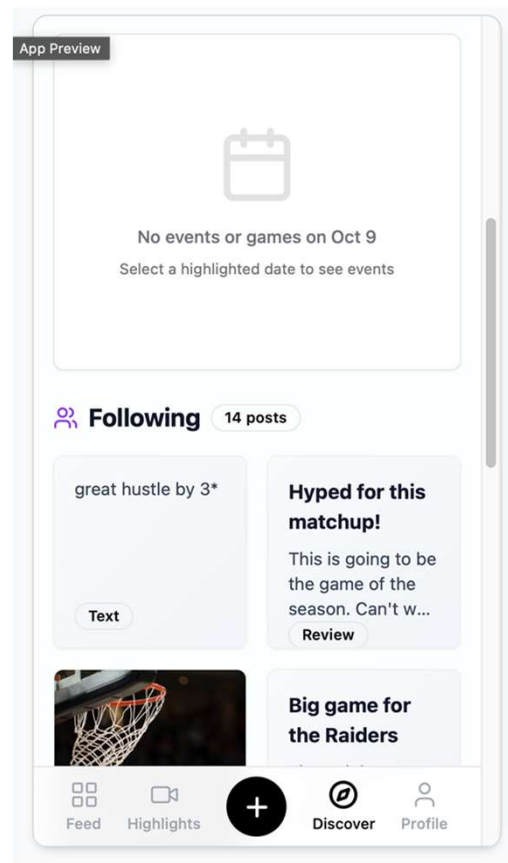 App Preview
No events or games on Oct 9
Select a highlighted date to see events
Following
14 posts
great hustle by 3*
Text
Hyped for this
matchup!
This is going to be
the game of the
season. Can't w...
Review
Big game for
the Raiders
Feed
Highlights
Discover
Profile